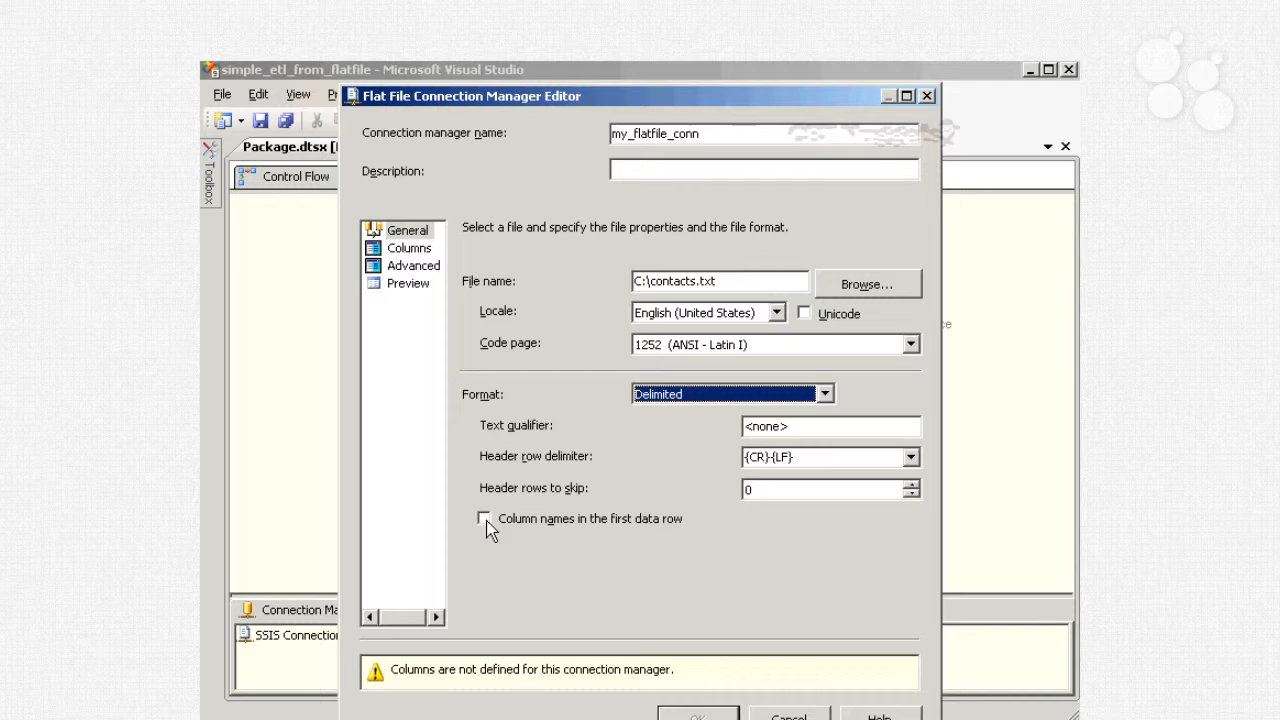 simple_etl_from_flatfile - Microsoft Visual Studio
File Edit View
Package.dtsx
Toolbox
Control Flow
Flat File Connection Manager Editor
Connection manager name: my_flatfile_conn
Description:
General
Columns
Advanced
Preview
Select a file and specify the file properties and the file format.
File name: C:\contacts.txt Browse...
Locale: English (United States) Unicode
Code page: 1252 (ANSI - Latin I)
Format: Delimited
Text qualifier: <none>
Header row delimiter: {CR}{LF}
Header rows to skip: 0
Column names in the first data row
Connection Ma
SSIS Connection
Columns are not defined for this connection manager.
OK Cancel Help